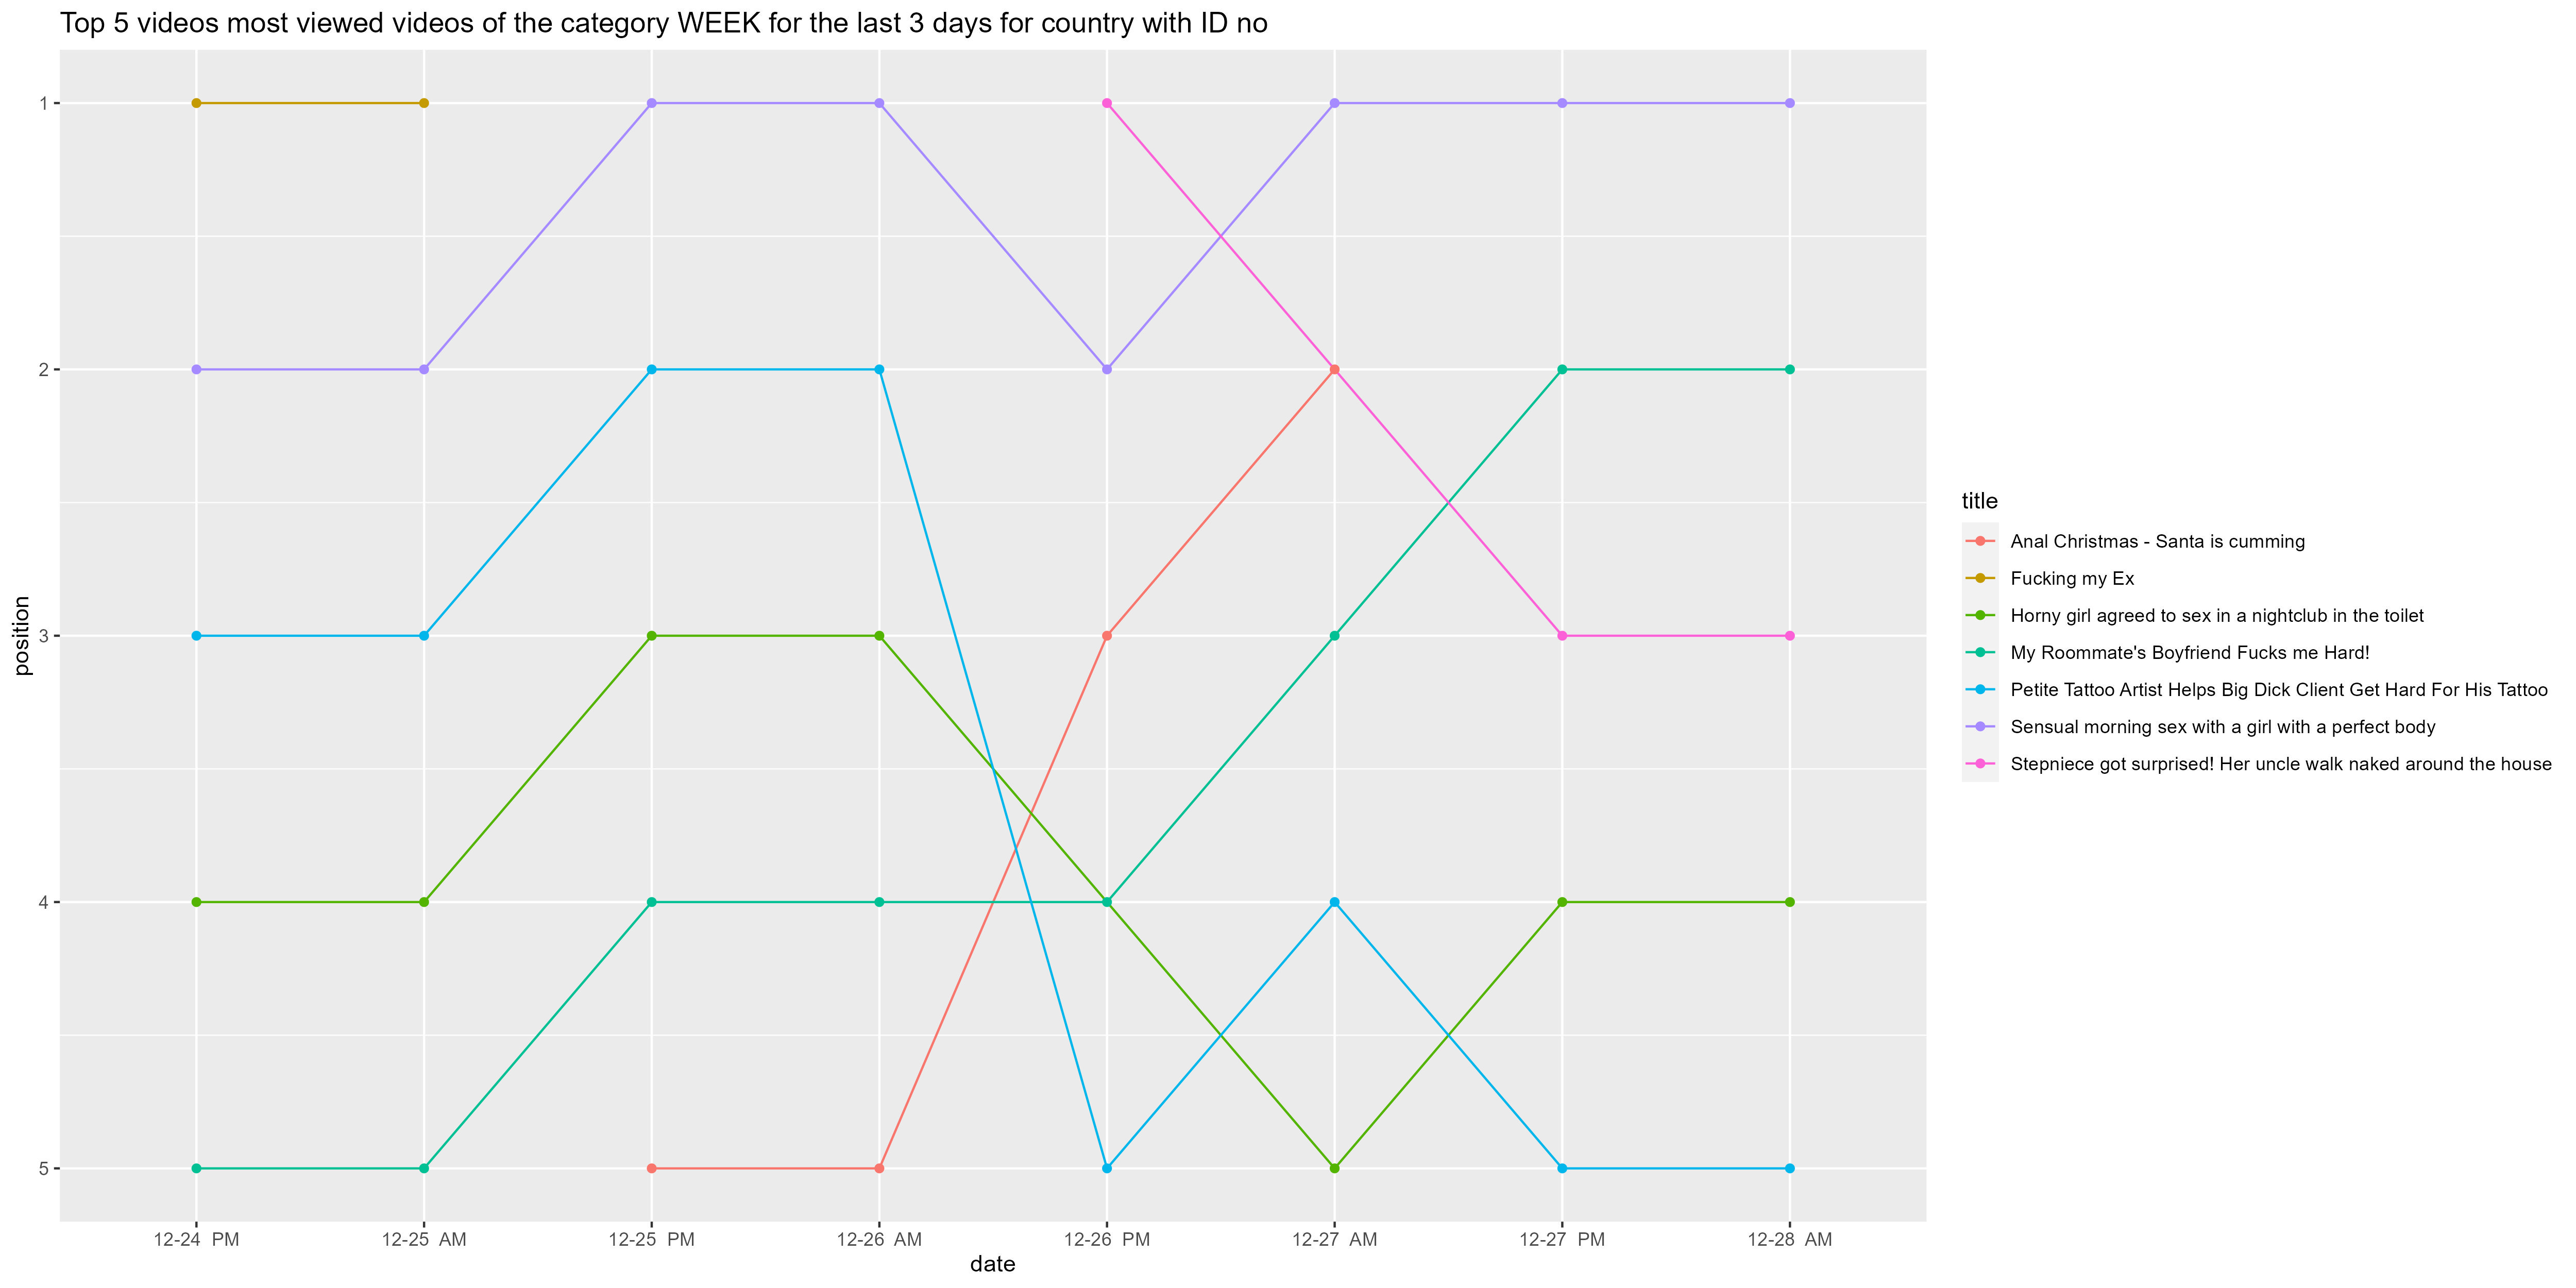 Top 5 videos most viewed videos of the category WEEK for the last 3 days for country with ID no
position
1
2
3
4
5
12-24 PM
12-25 AM
12-25 PM
12-26 AM
12-26 PM
12-27 AM
12-27 PM
12-28 AM
date
title
Anal Christmas - Santa is cumming
Fucking my Ex
Horny girl agreed to sex in a nightclub in the toilet
My Roommate's Boyfriend Fucks me Hard!
Petite Tattoo Artist Helps Big Dick Client Get Hard For His Tattoo
Sensual morning sex with a girl with a perfect body
Stepniece got surprised! Her uncle walk naked around the house